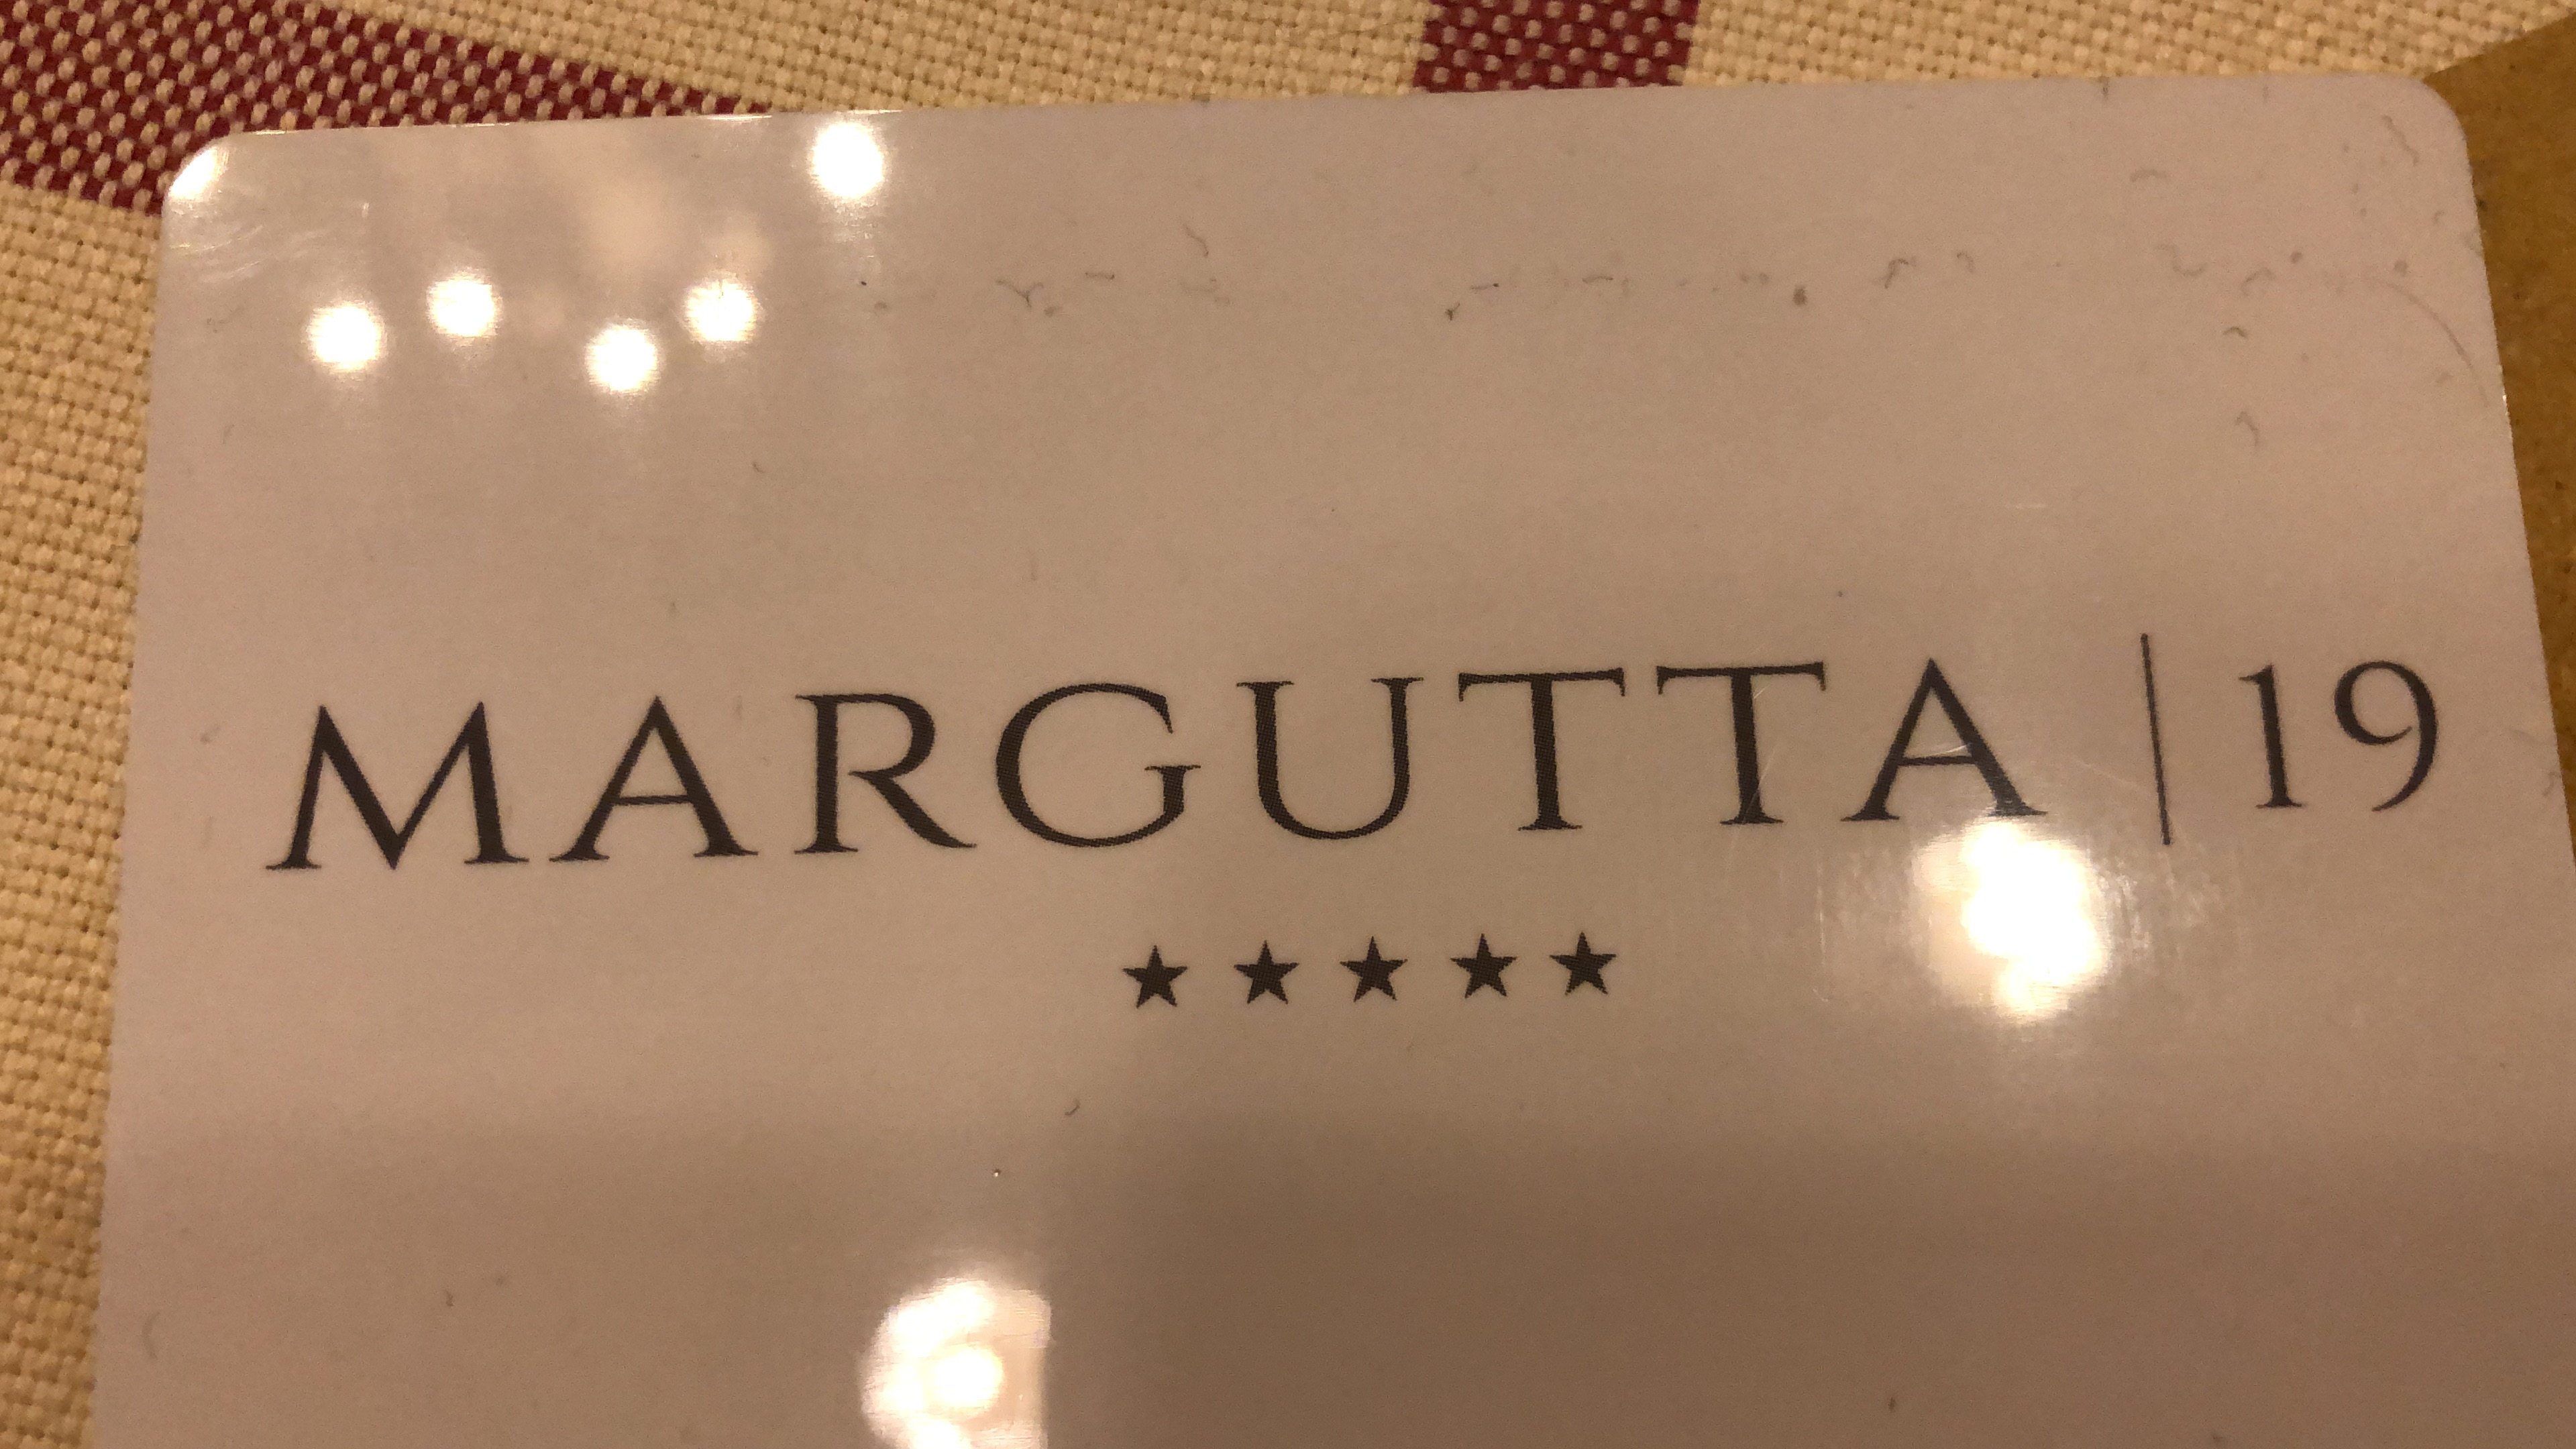 MARGUTTA | 19
★ ★ ★ ★ ★